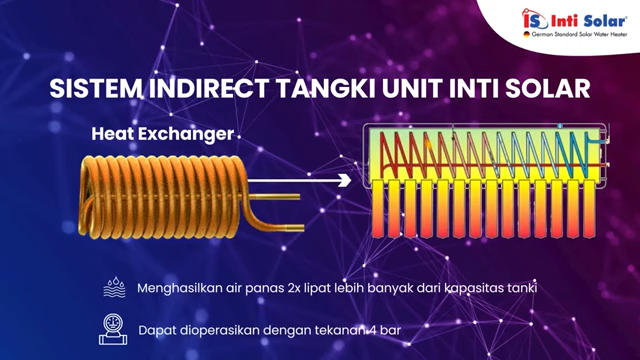 iS Inti Solar
German Standard Solar Water Heater
SISTEM INDIRECT TANGKI UNIT INTI SOLAR
Heat Exchanger
Menghasilkan air panas 2x lipat lebih banyak dari kapasitas tanki
Dapat dioperasikan dengan tekanan 4 bar